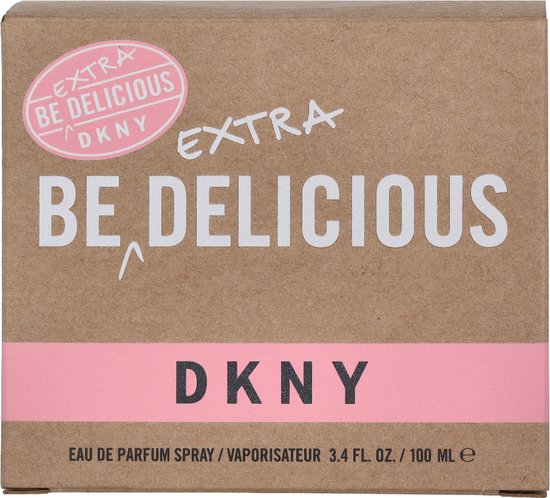 EXTRA
BE DELICIOUS
DKNY
EXTRA
BE DELICIOUS
DKNY
EAU DE PARFUM SPRAY / VAPORISATEUR 3.4 FL. OZ. / 100 ML ℮